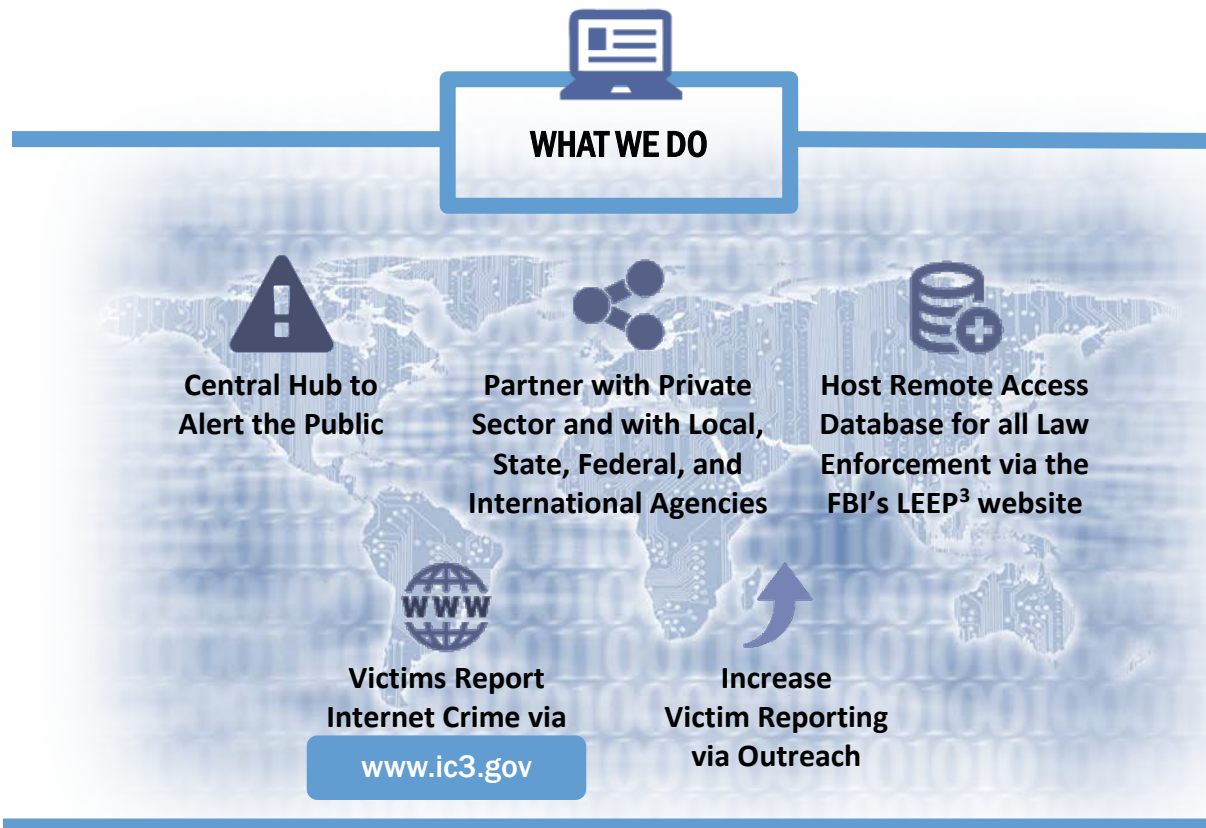 WHAT WE DO
Central Hub to
Alert the Public
Partner with Private
Sector and with Local,
State, Federal, and
International Agencies
Host Remote Access
Database for all Law
Enforcement via the
FBI's LEEP³ website
WWW
Victims Report
Internet Crime via
www.ic3.gov
Increase
Victim Reporting
via Outreach